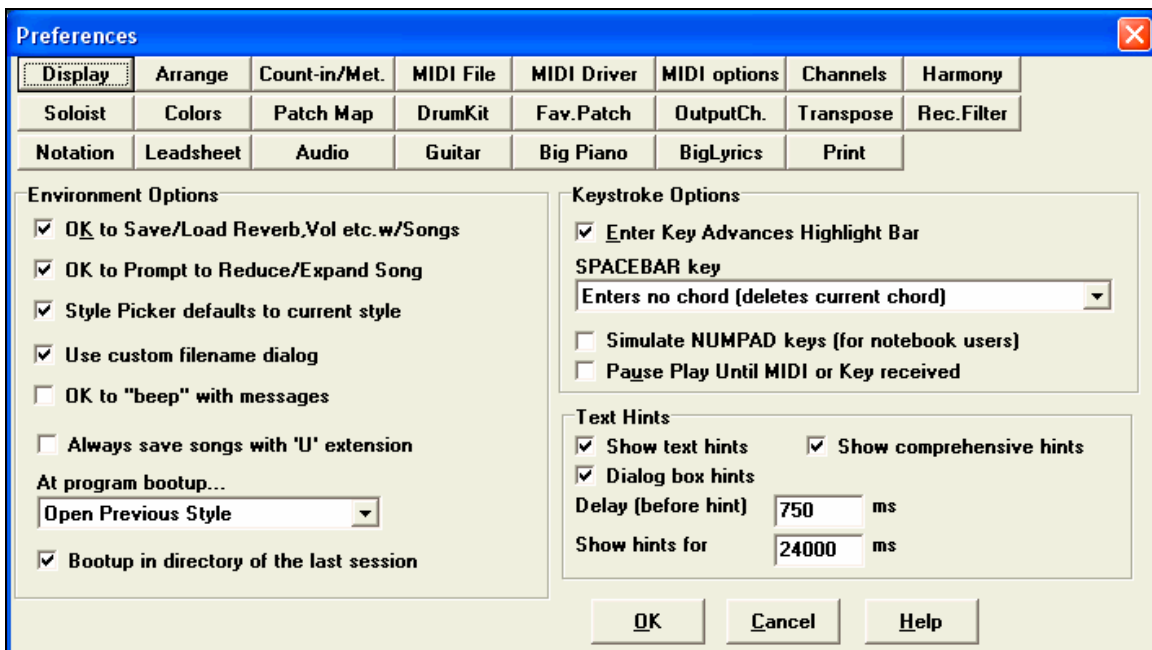 Preferences
Display Arrange Count-in/Met. MIDI File MIDI Driver MIDI options Channels Harmony
Soloist Colors Patch Map DrumKit Fav.Patch OutputCh. Transpose Rec.Filter
Notation Leadsheet Audio Guitar Big Piano BigLyrics Print
Environment Options
OK to Save/Load Reverb,Vol etc.w/Songs
OK to Prompt to Reduce/Expand Song
Style Picker defaults to current style
Use custom filename dialog
OK to "beep" with messages
Always save songs with 'U' extension
At program bootup...
Open Previous Style
Bootup in directory of the last session
Keystroke Options
Enter Key Advances Highlight Bar
SPACEBAR key
Enters no chord (deletes current chord)
Simulate NUMPAD keys (for notebook users)
Pause Play Until MIDI or Key received
Text Hints
Show text hints Show comprehensive hints
Dialog box hints
Delay (before hint) 750 ms
Show hints for 24000 ms
OK Cancel Help